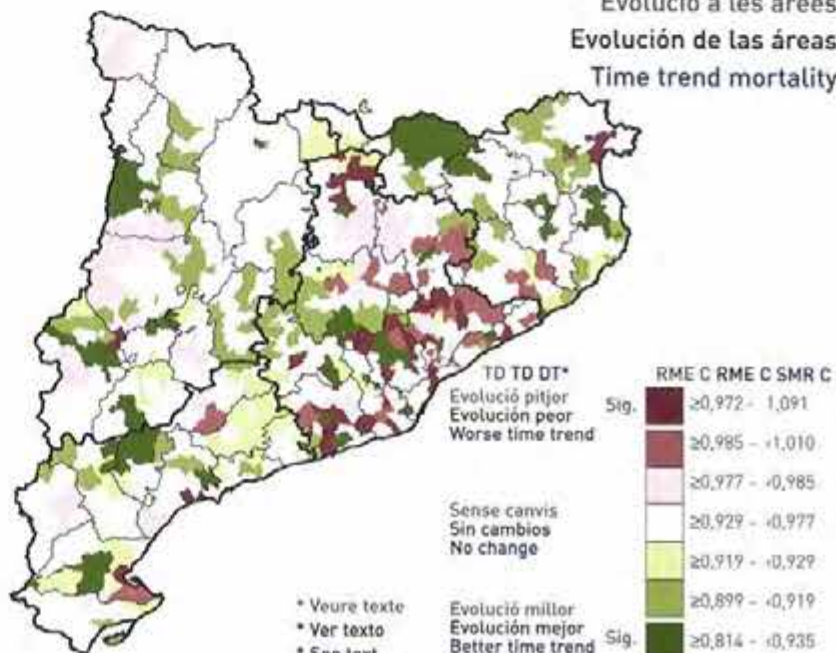 Evolució a les àrees
Evolución de las áreas
Time trend mortality
TD TD DT*
Evolució pitjor
Evolución peor
Worse time trend
Sense canvis
Sin cambios
No change
Evolució millor
Evolución mejor
Better time trend
* Veure texte
* Ver texto
* See text
RME C RME C SMR C
Sig. ≥0,972 - 1,091
≥0,985 - <1,010
≥0,977 - <0,985
≥0,929 - <0,977
≥0,919 - <0,929
≥0,899 - <0,919
Sig. ≥0,814 - <0,935